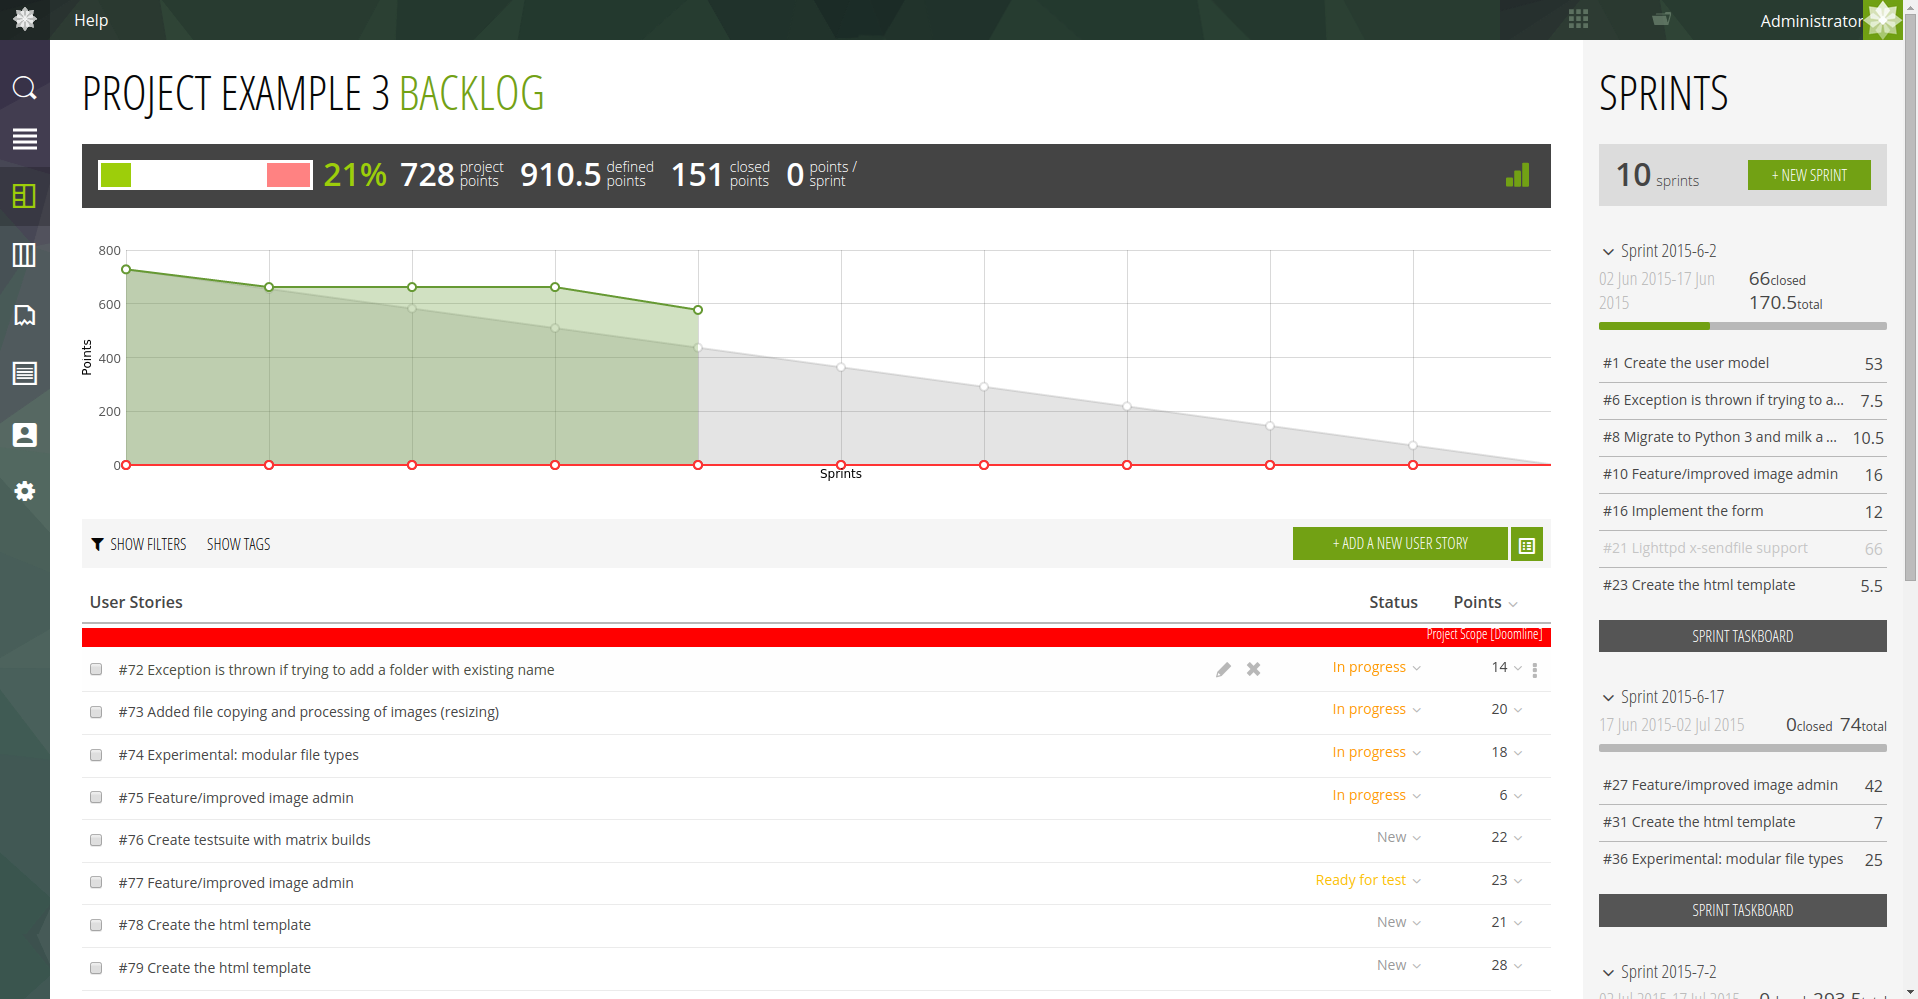 Help
Administrator
PROJECT EXAMPLE 3 BACKLOG
21% 728 project points 910.5 defined points 151 closed points 0 points / sprint
800
600
400
200
0
Points
Sprints
SHOW FILTERS SHOW TAGS
+ ADD A NEW USER STORY
User Stories Status Points
Project Scope [Doomline]
#72 Exception is thrown if trying to add a folder with existing name In progress 14
#73 Added file copying and processing of images (resizing) In progress 20
#74 Experimental: modular file types In progress 18
#75 Feature/improved image admin In progress 6
#76 Create testsuite with matrix builds New 22
#77 Feature/improved image admin Ready for test 23
#78 Create the html template New 21
#79 Create the html template New 28
SPRINTS
10 sprints + NEW SPRINT
Sprint 2015-6-2
02 Jun 2015-17 Jun 2015
66closed
170.5total
#1 Create the user model 53
#6 Exception is thrown if trying to a... 7.5
#8 Migrate to Python 3 and milk a ... 10.5
#10 Feature/improved image admin 16
#16 Implement the form 12
#21 Lighttpd x-sendfile support 66
#23 Create the html template 5.5
SPRINT TASKBOARD
Sprint 2015-6-17
17 Jun 2015-02 Jul 2015 0closed 74total
#27 Feature/improved image admin 42
#31 Create the html template 7
#36 Experimental: modular file types 25
SPRINT TASKBOARD
Sprint 2015-7-2